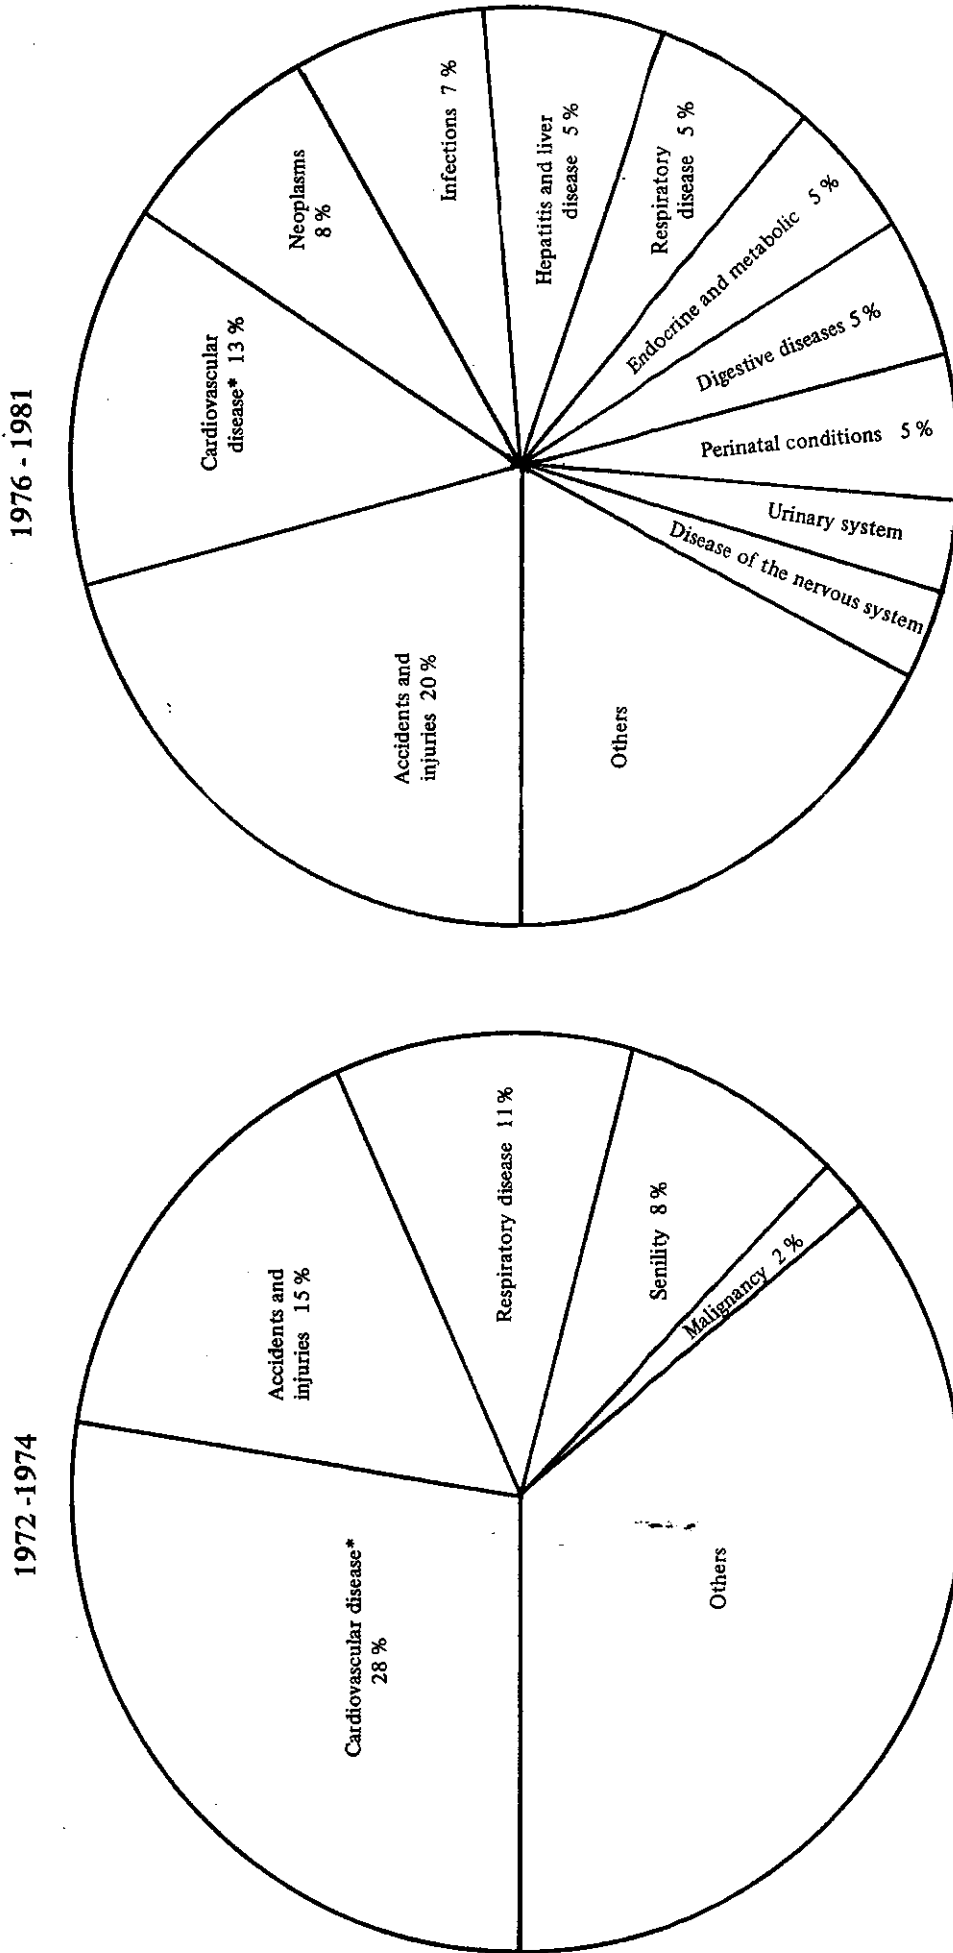 1972 -1974
Cardiovascular disease*
28 %
Accidents and
injuries 15 %
Respiratory disease 11 %
Senility 8 %
Malignancy 2 %
Others
1976 - 1981
Accidents and
injuries 20 %
Cardiovascular
disease* 13 %
Neoplasms
8 %
Infections 7 %
Hepatitis and liver
disease 5 %
Respiratory
disease 5 %
Endocrine and metabolic 5 %
Digestive diseases 5 %
Perinatal conditions 5 %
Urinary system
Disease of the nervous system
Others